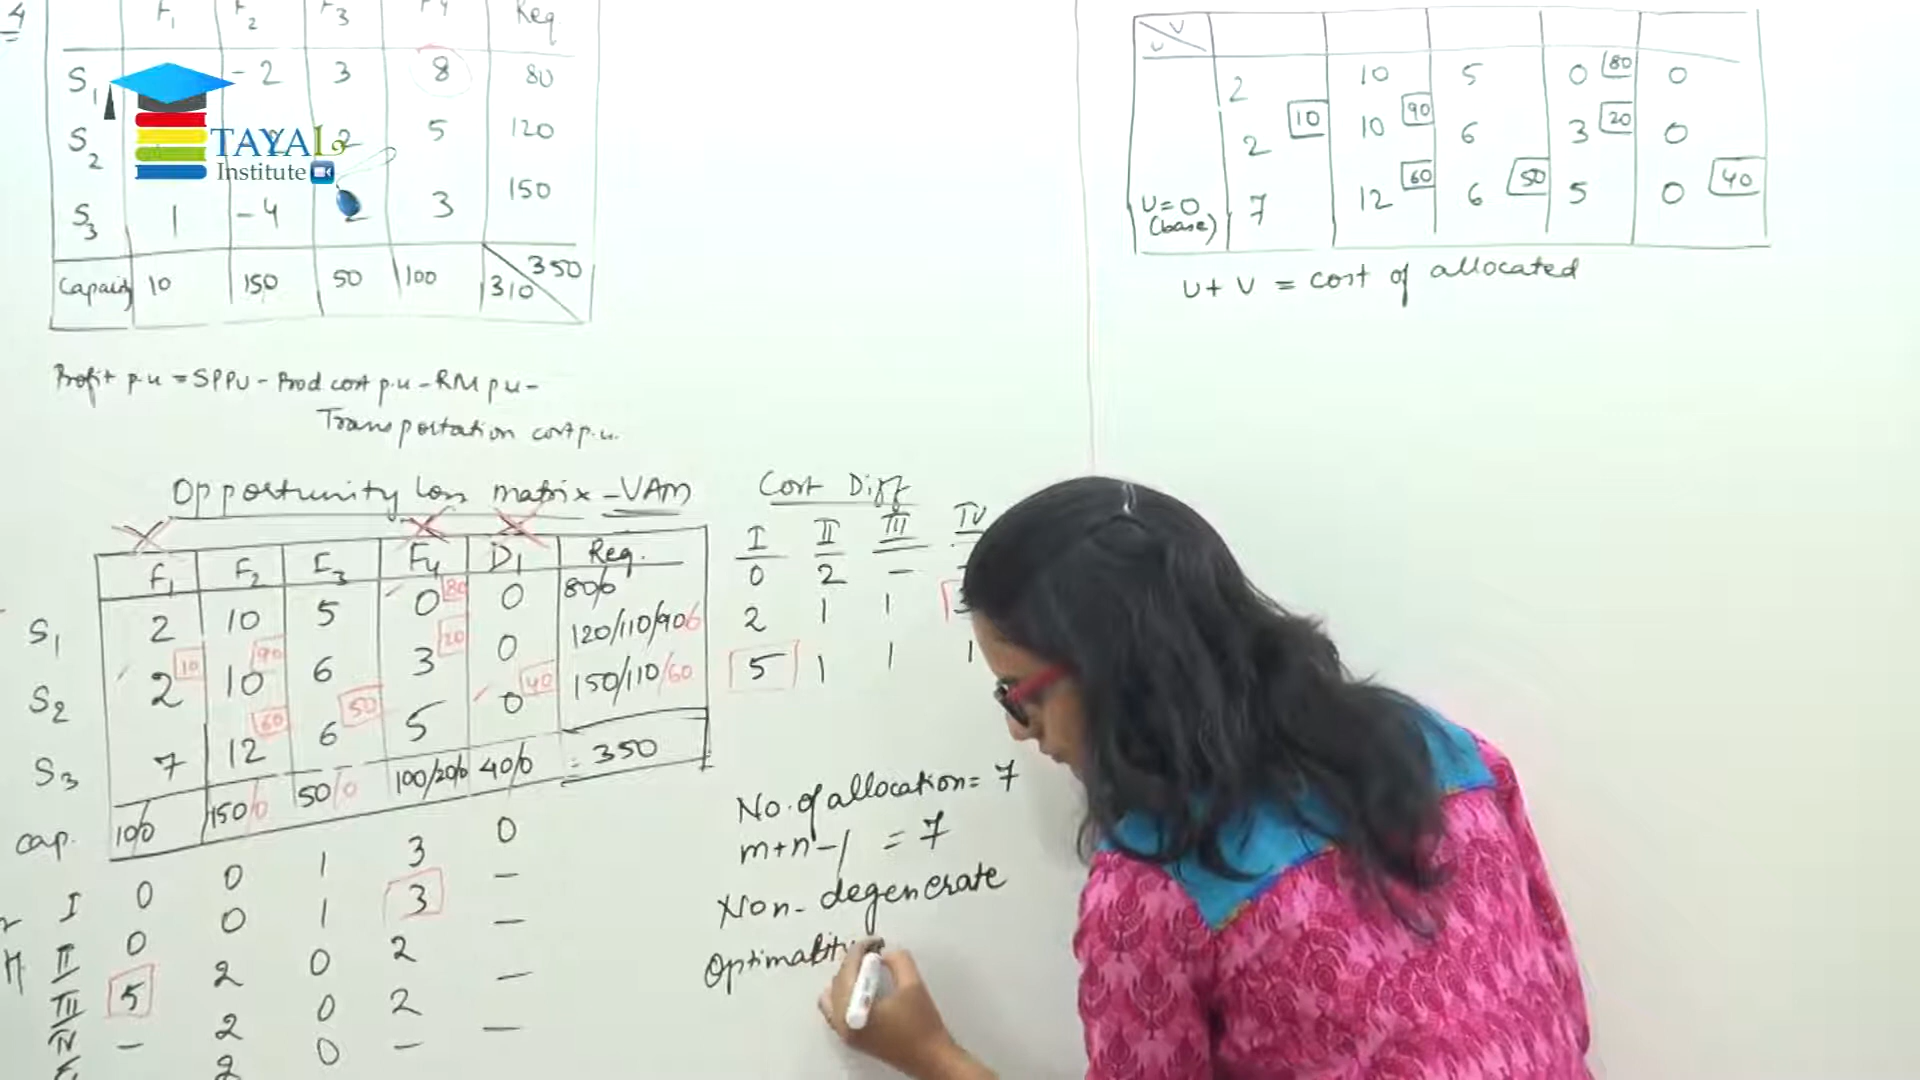 4
F1 F2 F3 F4 Req.
S1 -2 3 8 80
S2 2 5 120
S3 1 -4 2 3 150
Capacity 10 150 50 100 310 350
TAYAL
Institute
Profit p.u = SPPU - Prod cost p.u - RM p.u -
Transportation cost p.u.
Opportunity loss matrix - VAM
F1 F2 F3 F4 D1 Req.
S1 2 10 5 0 80 0 80/0
S2 2 10 10 90 6 3 20 0 120/110/90/0
S3 7 12 60 6 50 5 0 40 150/110/60
cap. 10/0 150/0 50/0 100/20/0 40/0 = 350
I 0 0 1 3 0
II 0 0 1 3 -
III 5 2 0 2 -
IV - 2 0 2 -
2 0 - -
Cost Diff
I II III IV
0 2 - -
2 1 1 3
5 1 1 1
No. of allocation = 7
m+n-1 = 7
Non-degenerate
Optimality
U V
2 10 5 0 80 0
2 10 10 90 6 3 20 0
U=0 7 12 60 6 50 5 0 40
(base)
U + V = cost of allocated